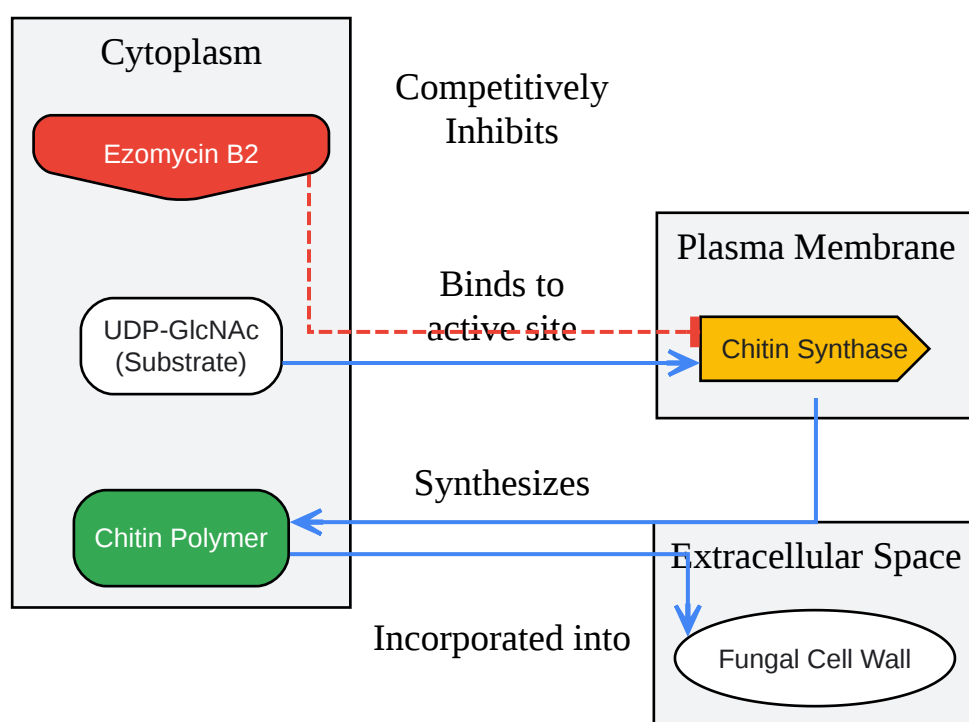 Cytoplasm
Competitively
Inhibits
Ezomycin B2
Plasma Membrane
Binds to
active site
UDP-GlcNAc
(Substrate)
Chitin Synthase
Synthesizes
Chitin Polymer
Extracellular Space
Incorporated into
Fungal Cell Wall